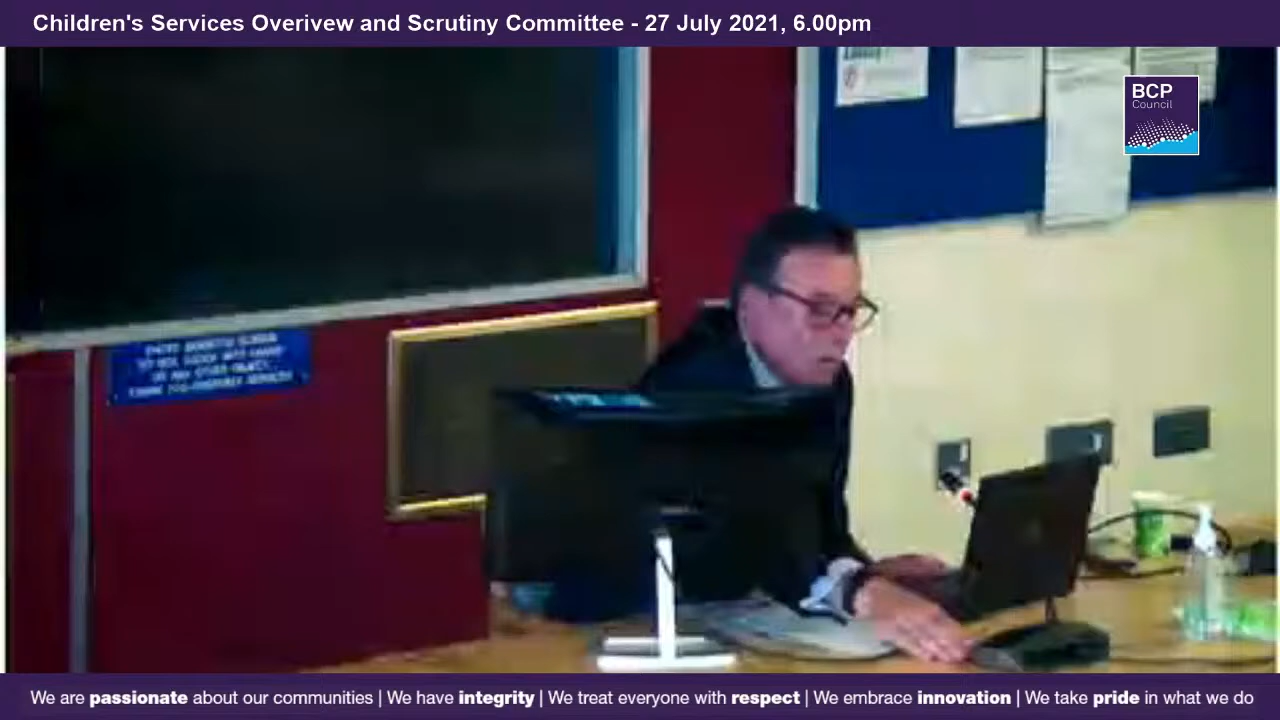 Children's Services Overivew and Scrutiny Committee - 27 July 2021, 6.00pm
BCP
Council
We are passionate about our communities | We have integrity | We treat everyone with respect | We embrace innovation | We take pride in what we do